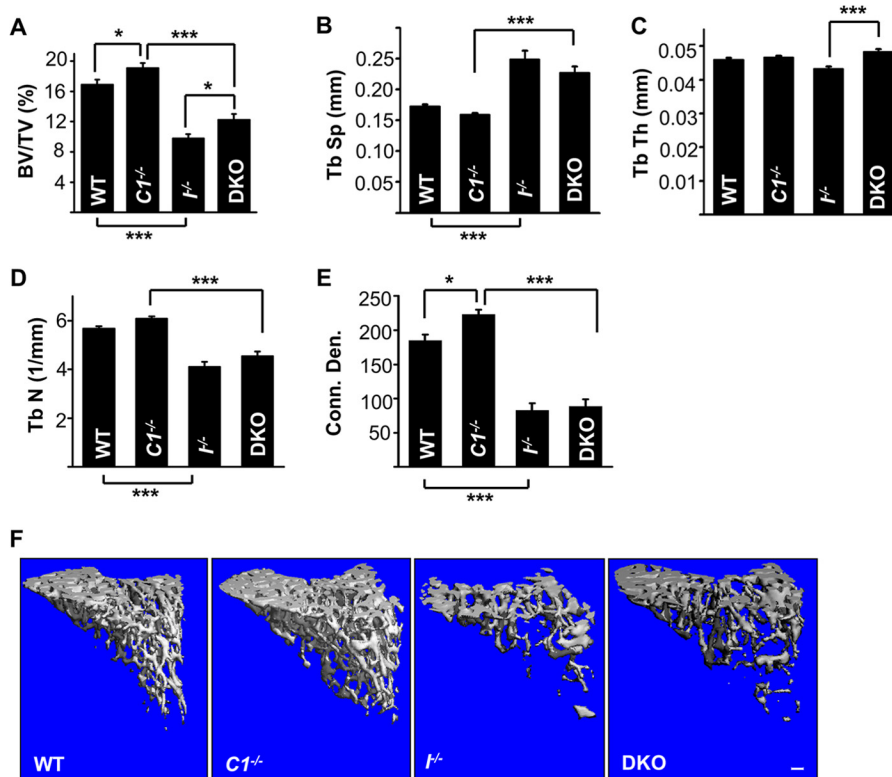 A
BV/TV (%)
20
16
12
8
4
*
***
*
***
WT
C1-/-
I-/-
DKO
B
Tb Sp (mm)
0.25
0.20
0.15
0.10
0.05
0.00
***
***
WT
C1-/-
I-/-
DKO
C
Tb Th (mm)
0.05
0.04
0.03
0.02
0.01
***
WT
C1-/-
I-/-
DKO
D
Tb N (1/mm)
6
4
2
***
***
WT
C1-/-
I-/-
DKO
E
Conn. Den.
250
200
150
100
50
*
***
***
WT
C1-/-
I-/-
DKO
F
WT
C1-/-
I-/-
DKO